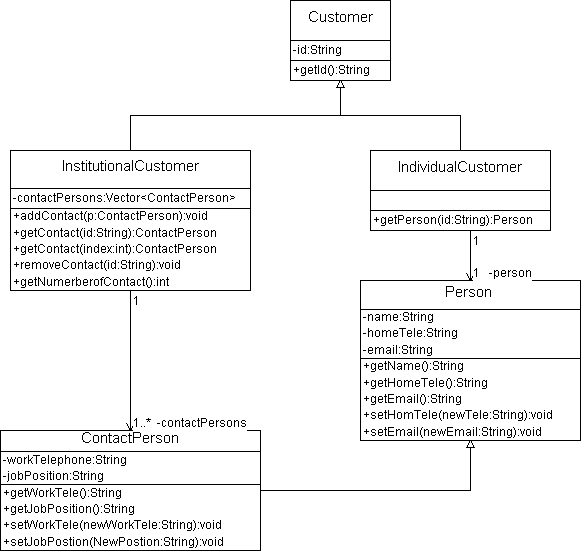 Customer
-id:String
+getId():String
InstitutionalCustomer
-contactPersons:Vector<ContactPerson>
+addContact(p:ContactPerson):void
+getContact(id:String):ContactPerson
+getContact(index:int):ContactPerson
+removeContact(id:String):void
+getNumerberofContact():int
IndividualCustomer
+getPerson(id:String):Person
1
1 -person
Person
-name:String
-homeTele:String
-email:String
+getName():String
+getHomeTele():String
+getEmail():String
+setHomTele(newTele:String):void
+setEmail(newEmail:String):void
1
1..* -contactPersons
ContactPerson
-workTelephone:String
-jobPosition:String
+getWorkTele():String
+getJobPosition():String
+setWorkTele(newWorkTele:String):void
+setJobPostion(NewPostion:String):void